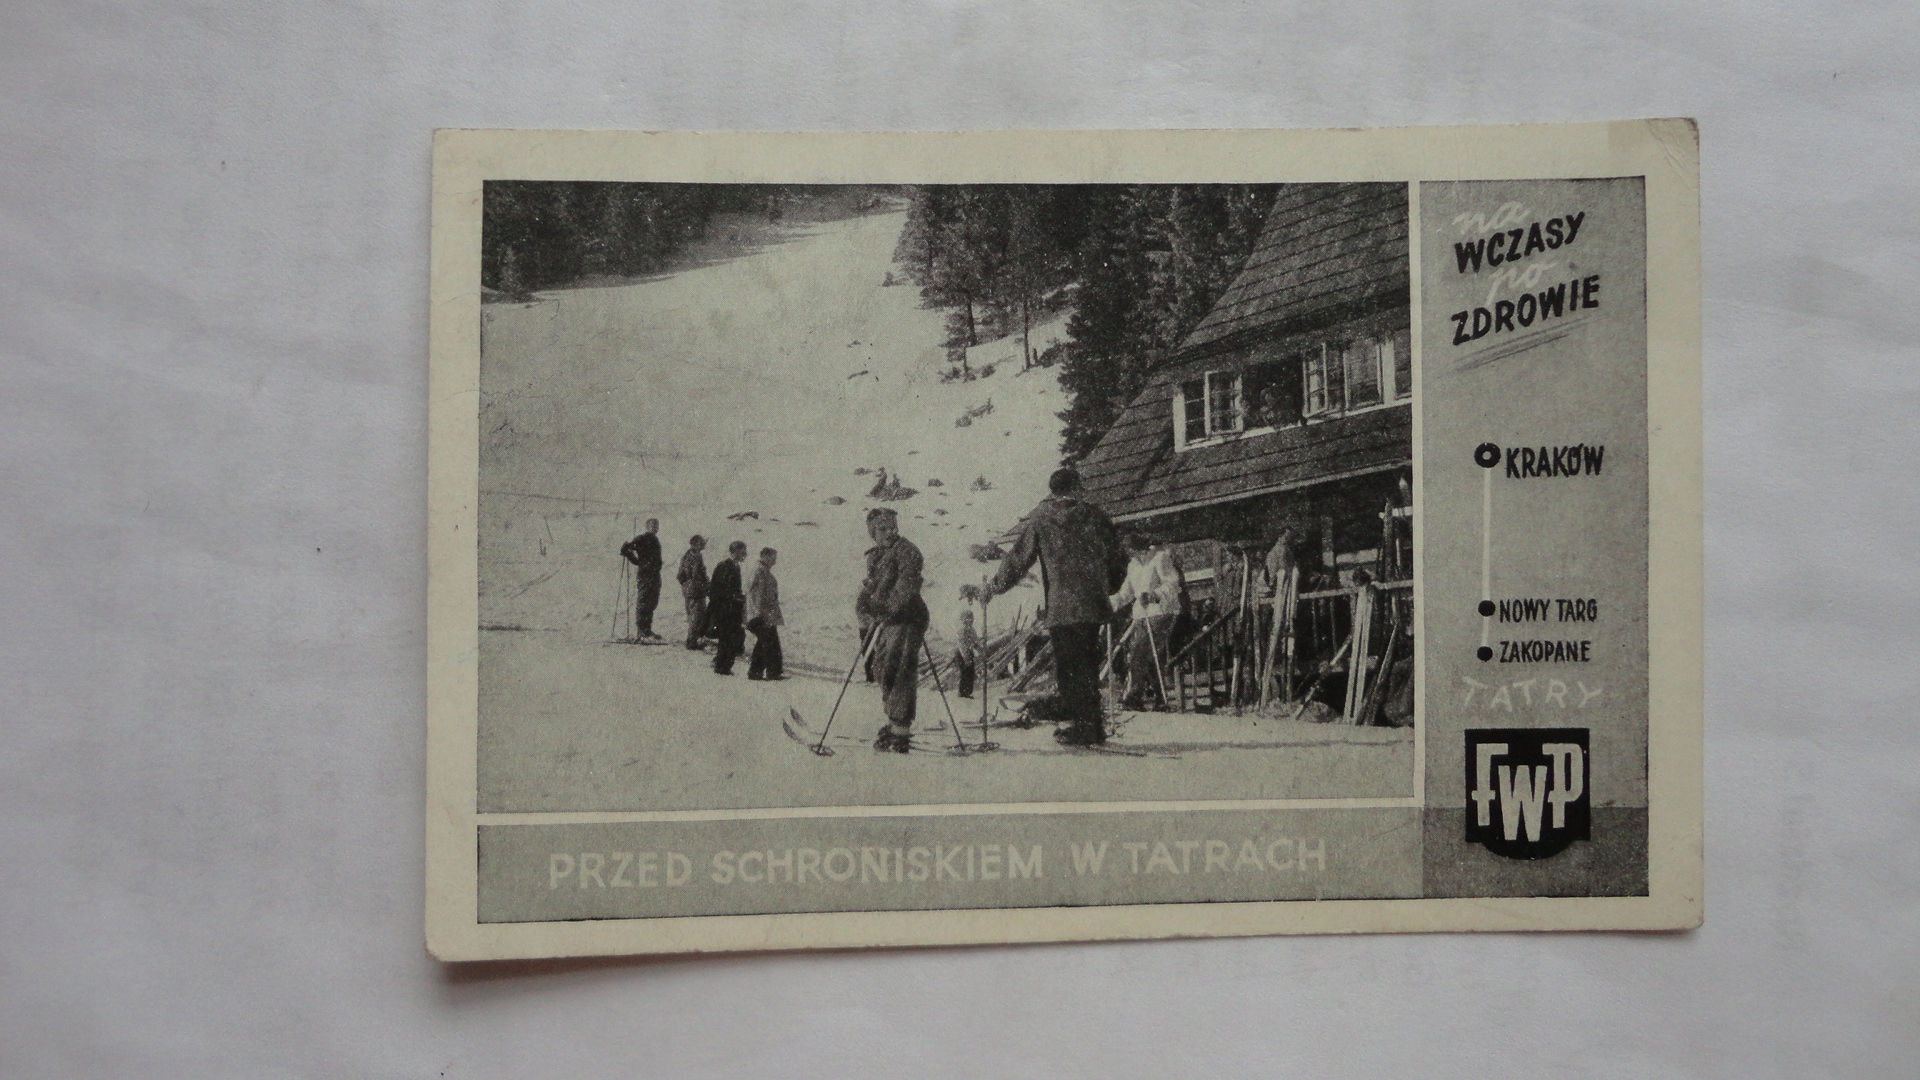 na
WCZASY
po
ZDROWIE
KRAKÓW
NOWY TARG
ZAKOPANE
TATRY
FWP
PRZED SCHRONISKIEM W TATRACH